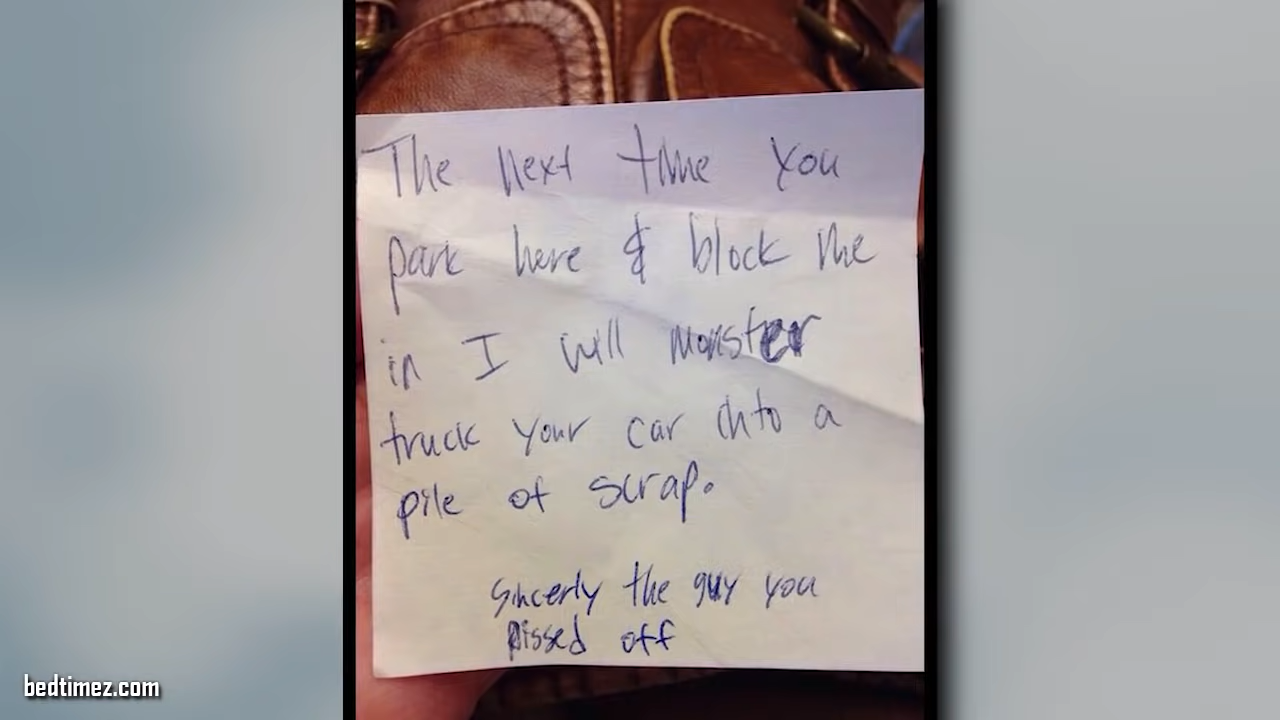 The next time you
park here & block me
in I will monster
truck your car into a
pile of scrap.
Sincerly the guy you
pissed off
bedtimez.com